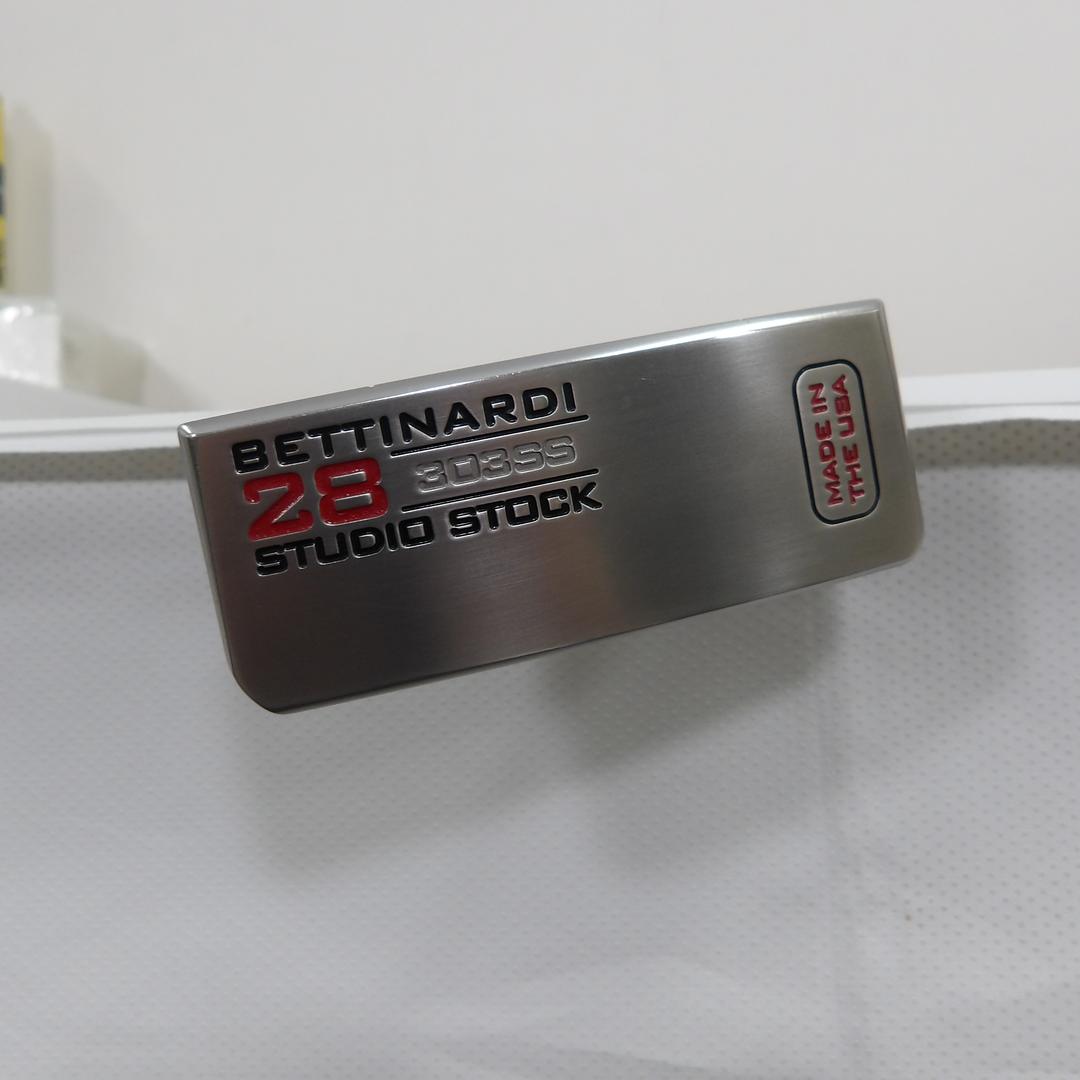 BETTINARDI
28 303SS
STUDIO STOCK
MADE IN
THE USA